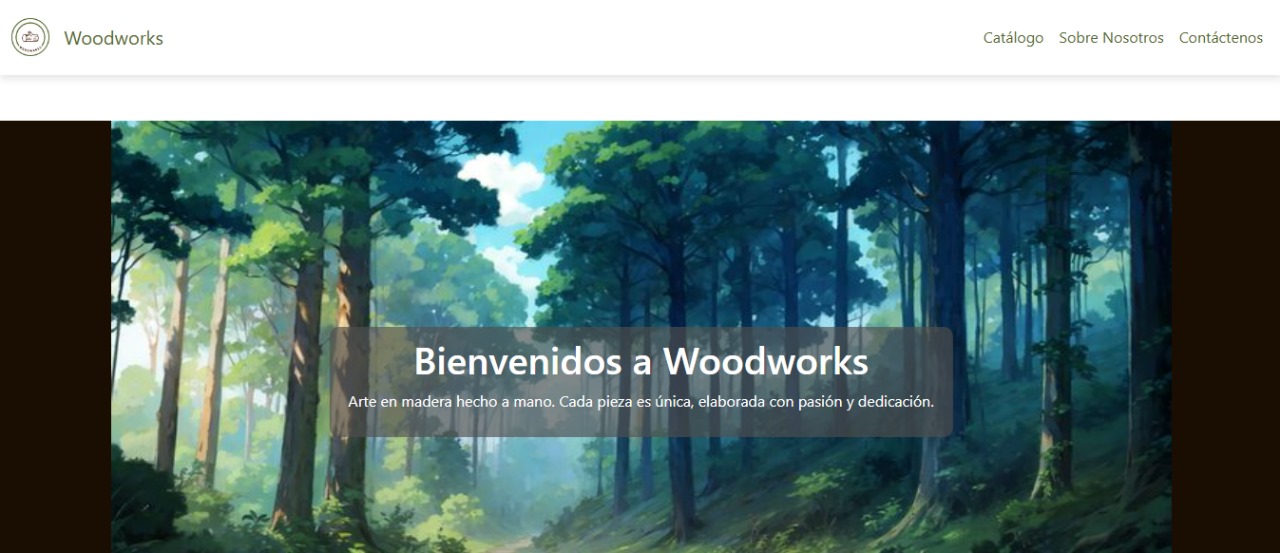 Woodworks
Catálogo Sobre Nosotros Contáctenos
Bienvenidos a Woodworks
Arte en madera hecho a mano. Cada pieza es única, elaborada con pasión y dedicación.